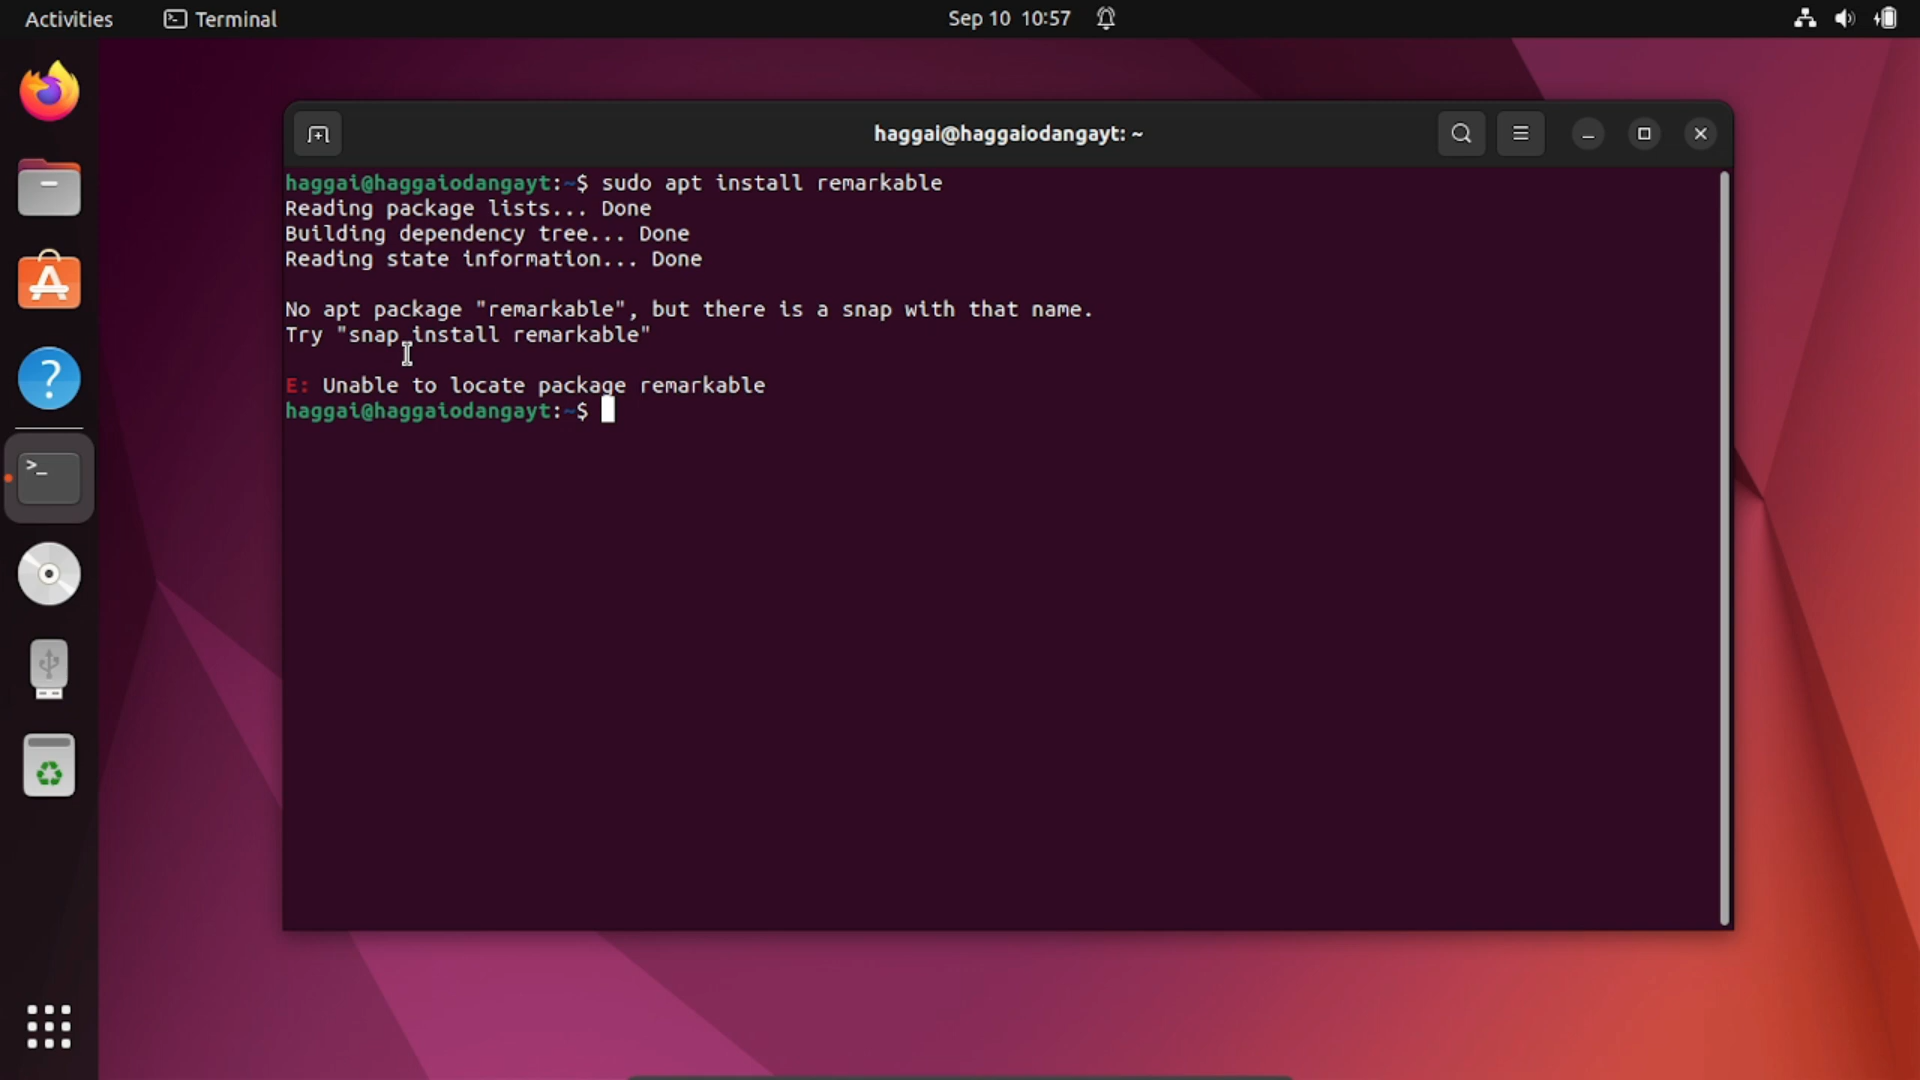 Activities
Terminal
Sep 10 10:57
haggai@haggaiodangayt: ~
haggai@haggaiodangayt:~$ sudo apt install remarkable
Reading package lists... Done
Building dependency tree... Done
Reading state information... Done
No apt package "remarkable", but there is a snap with that name.
Try "snap install remarkable"
E: Unable to locate package remarkable
haggai@haggaiodangayt:~$